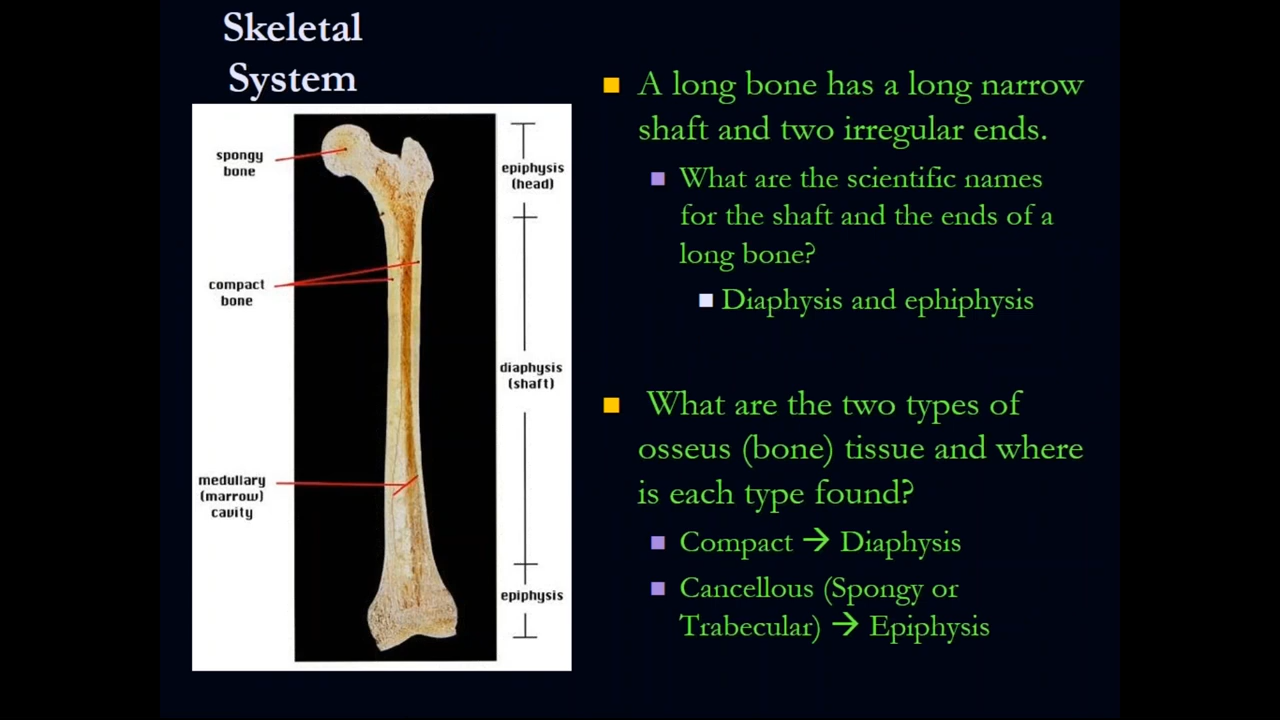 Skeletal
System
spongy
bone
compact
bone
medullary
(marrow)
cavity
epiphysis
(head)
diaphysis
(shaft)
epiphysis
A long bone has a long narrow
shaft and two irregular ends.
What are the scientific names
for the shaft and the ends of a
long bone?
Diaphysis and ephiphysis
What are the two types of
osseus (bone) tissue and where
is each type found?
Compact → Diaphysis
Cancellous (Spongy or
Trabecular) → Epiphysis